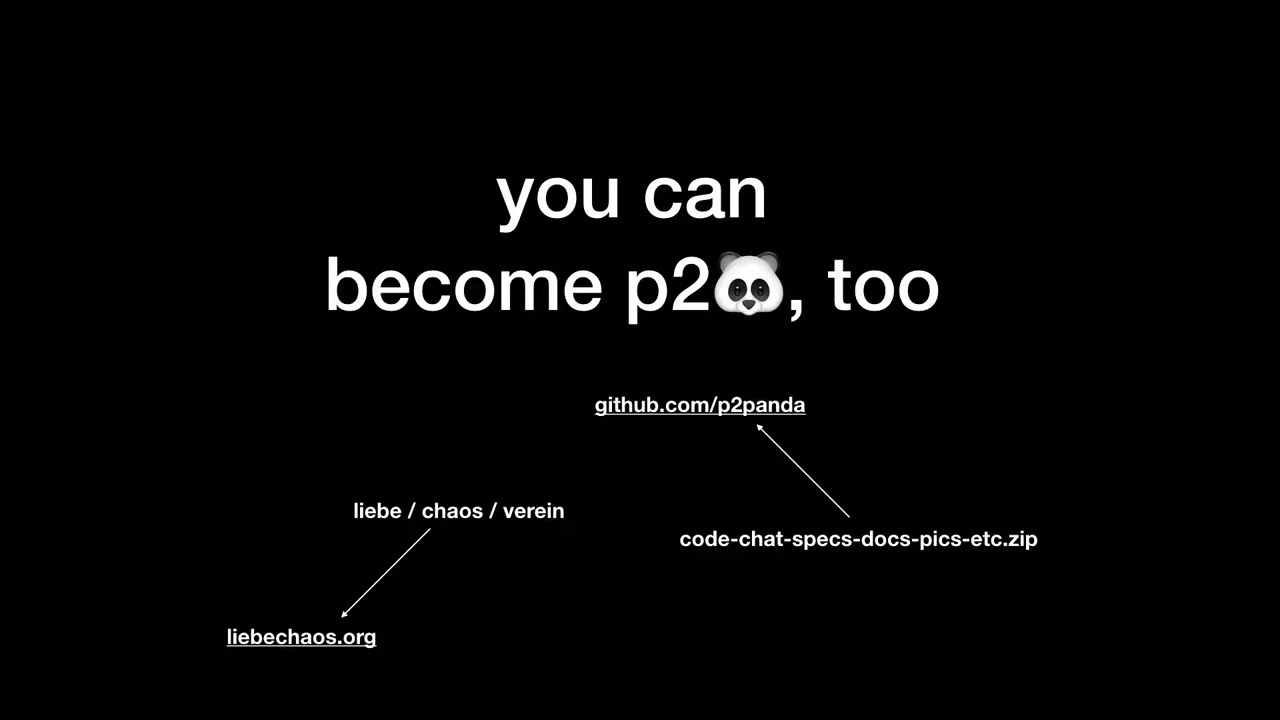 you can
become p2🐼, too
github.com/p2panda
liebe / chaos / verein
code-chat-specs-docs-pics-etc.zip
liebechaos.org